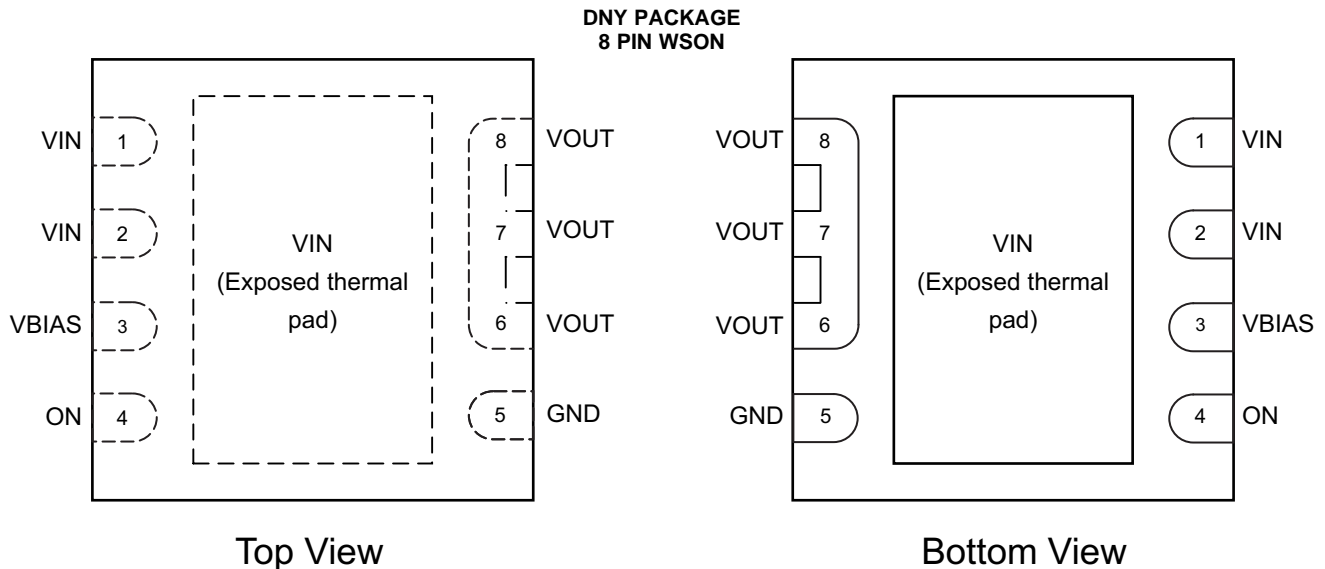 DNY PACKAGE
8 PIN WSON
VIN 1
8 VOUT
VIN 2
7 VOUT
VBIAS 3
6 VOUT
ON 4
5 GND
VIN
(Exposed thermal
pad)
Top View
VOUT 8
1 VIN
VOUT 7
2 VIN
VOUT 6
3 VBIAS
GND 5
4 ON
VIN
(Exposed thermal
pad)
Bottom View